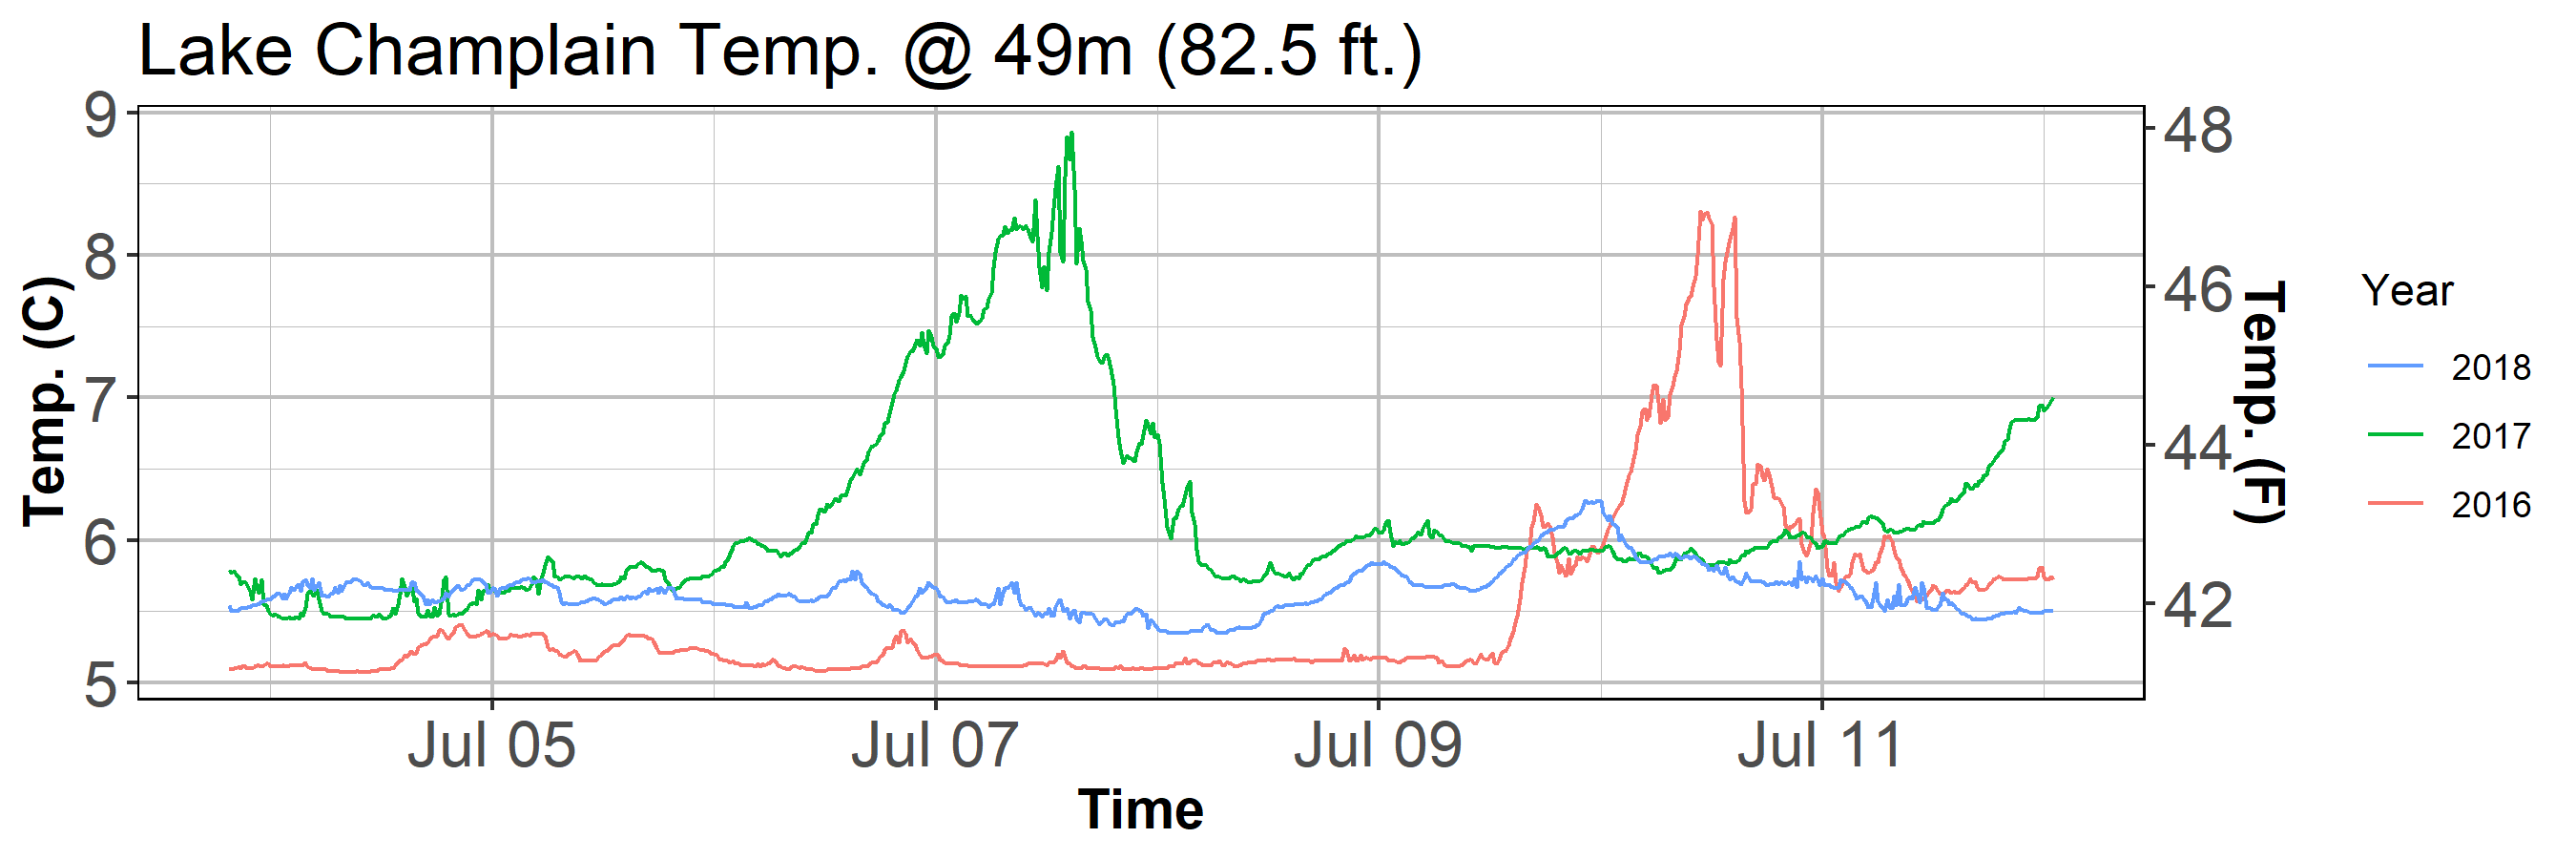 Lake Champlain Temp. @ 49m (82.5 ft.)
9
8
7
6
5
Temp. (C)
48
46
44
42
Temp. (F)
Jul 05
Jul 07
Jul 09
Jul 11
Time
Year
2018
2017
2016